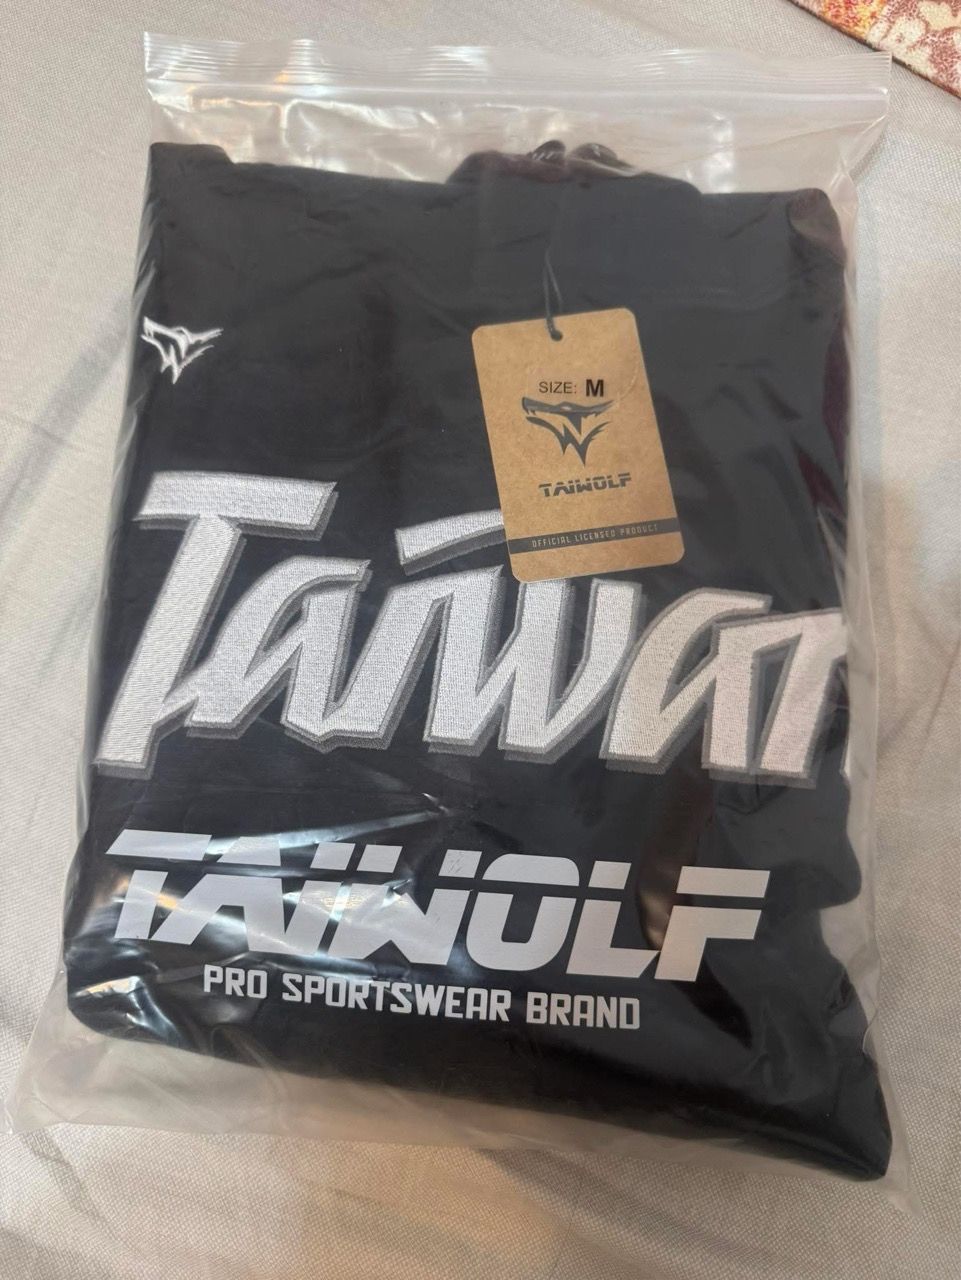 SIZE: M
TAIWOLF
OFFICIAL LICENSED PRODUCT
Taiwan
TAIWOLF
PRO SPORTSWEAR BRAND